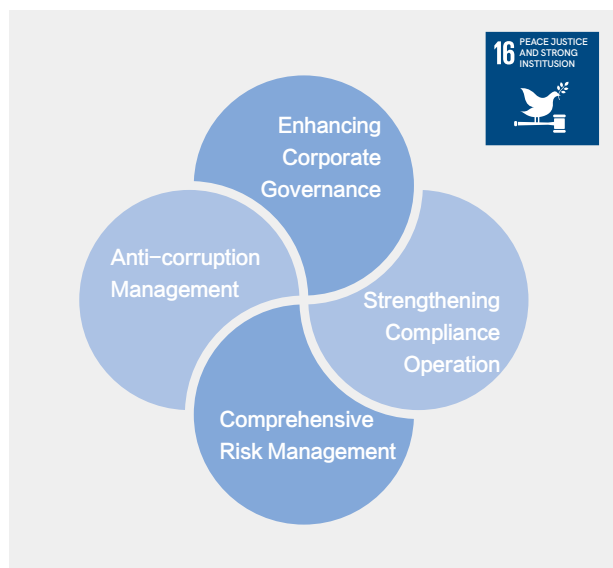 16 PEACE JUSTICE
AND STRONG
INSTITUSION
Enhancing
Corporate
Governance
Anti-corruption
Management
Strengthening
Compliance
Operation
Comprehensive
Risk Management